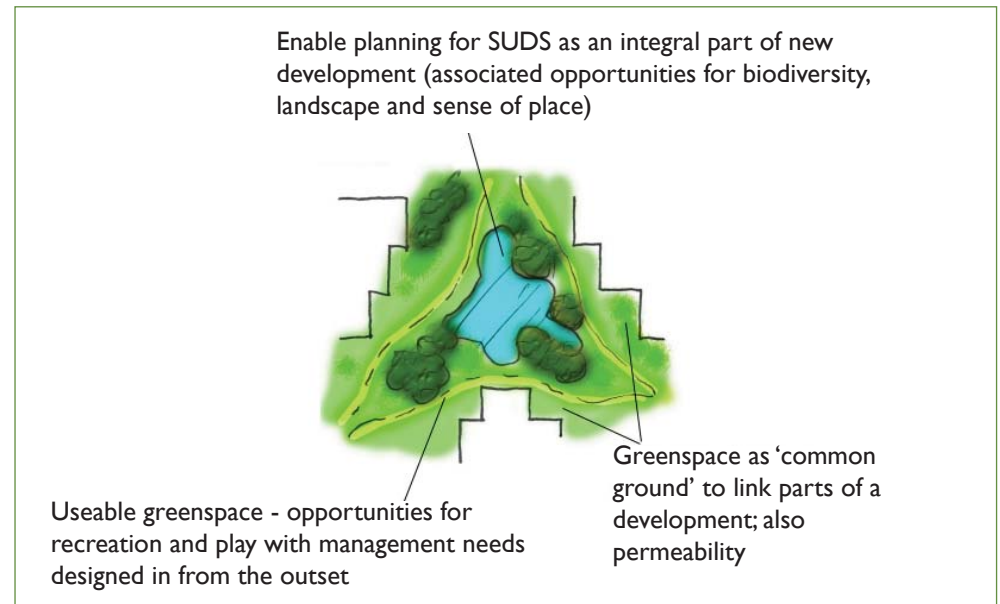 Enable planning for SUDS as an integral part of new
development (associated opportunities for biodiversity,
landscape and sense of place)
Greenspace as ‘common
ground’ to link parts of a
development; also
permeability
Useable greenspace - opportunities for
recreation and play with management needs
designed in from the outset